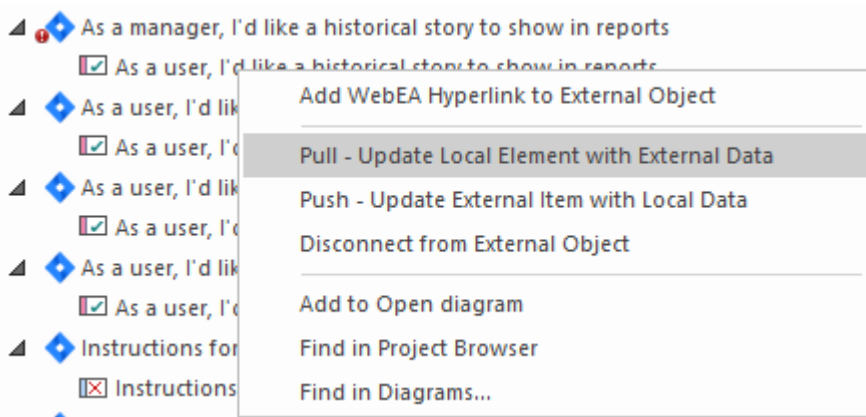 As a manager, I'd like a historical story to show in reports
As a user, I'd like a historical story to show in reports
As a user, I'd lik
As a user, I'd
As a user, I'd lik
As a user, I'd
As a user, I'd lik
As a user, I'd
Instructions for
Instructions
Add WebEA Hyperlink to External Object
Pull - Update Local Element with External Data
Push - Update External Item with Local Data
Disconnect from External Object
Add to Open diagram
Find in Project Browser
Find in Diagrams...